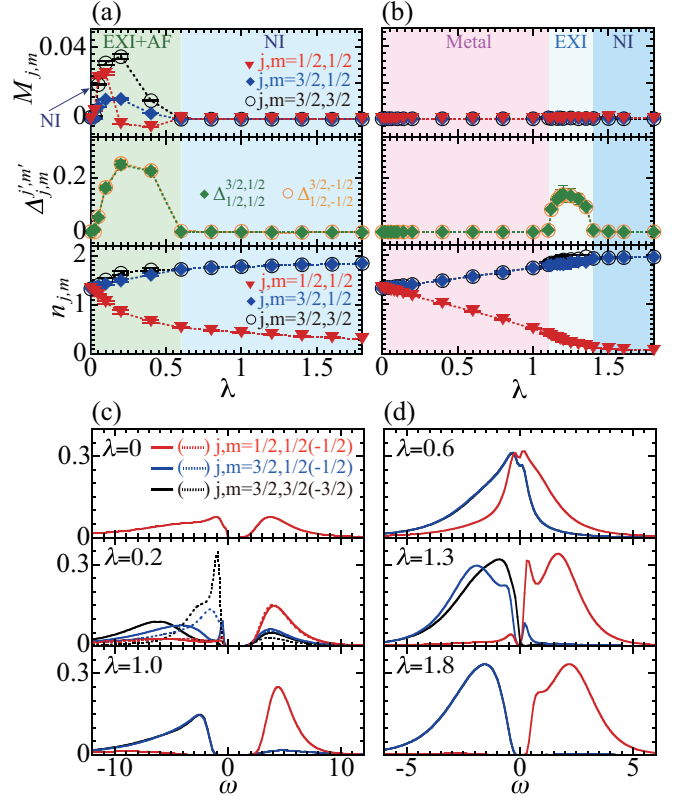 (a)
(b)
EXI+AF NI
Metal EXI NI
0.04
0
M_{j,m}
NI
j,m=1/2,1/2
j,m=3/2,1/2
j,m=3/2,3/2
0.2
0
Δ_{j,m}^{j',m'}
Δ_{1/2,1/2}^{3/2,1/2} Δ_{1/2,-1/2}^{3/2,-1/2}
2
1
0
n_{j,m}
j,m=1/2,1/2
j,m=3/2,1/2
j,m=3/2,3/2
0 0.5 1 1.5
λ
0 0.5 1 1.5
λ
(c)
(d)
λ=0
(----) j,m=1/2,1/2(-1/2)
(----) j,m=3/2,1/2(-1/2)
(----) j,m=3/2,3/2(-3/2)
0.3
0
λ=0.2
0.3
0
λ=1.0
0.3
0
-10 0 10
ω
λ=0.6
0.3
0
λ=1.3
0.3
0
λ=1.8
0.3
0
-5 0 5
ω